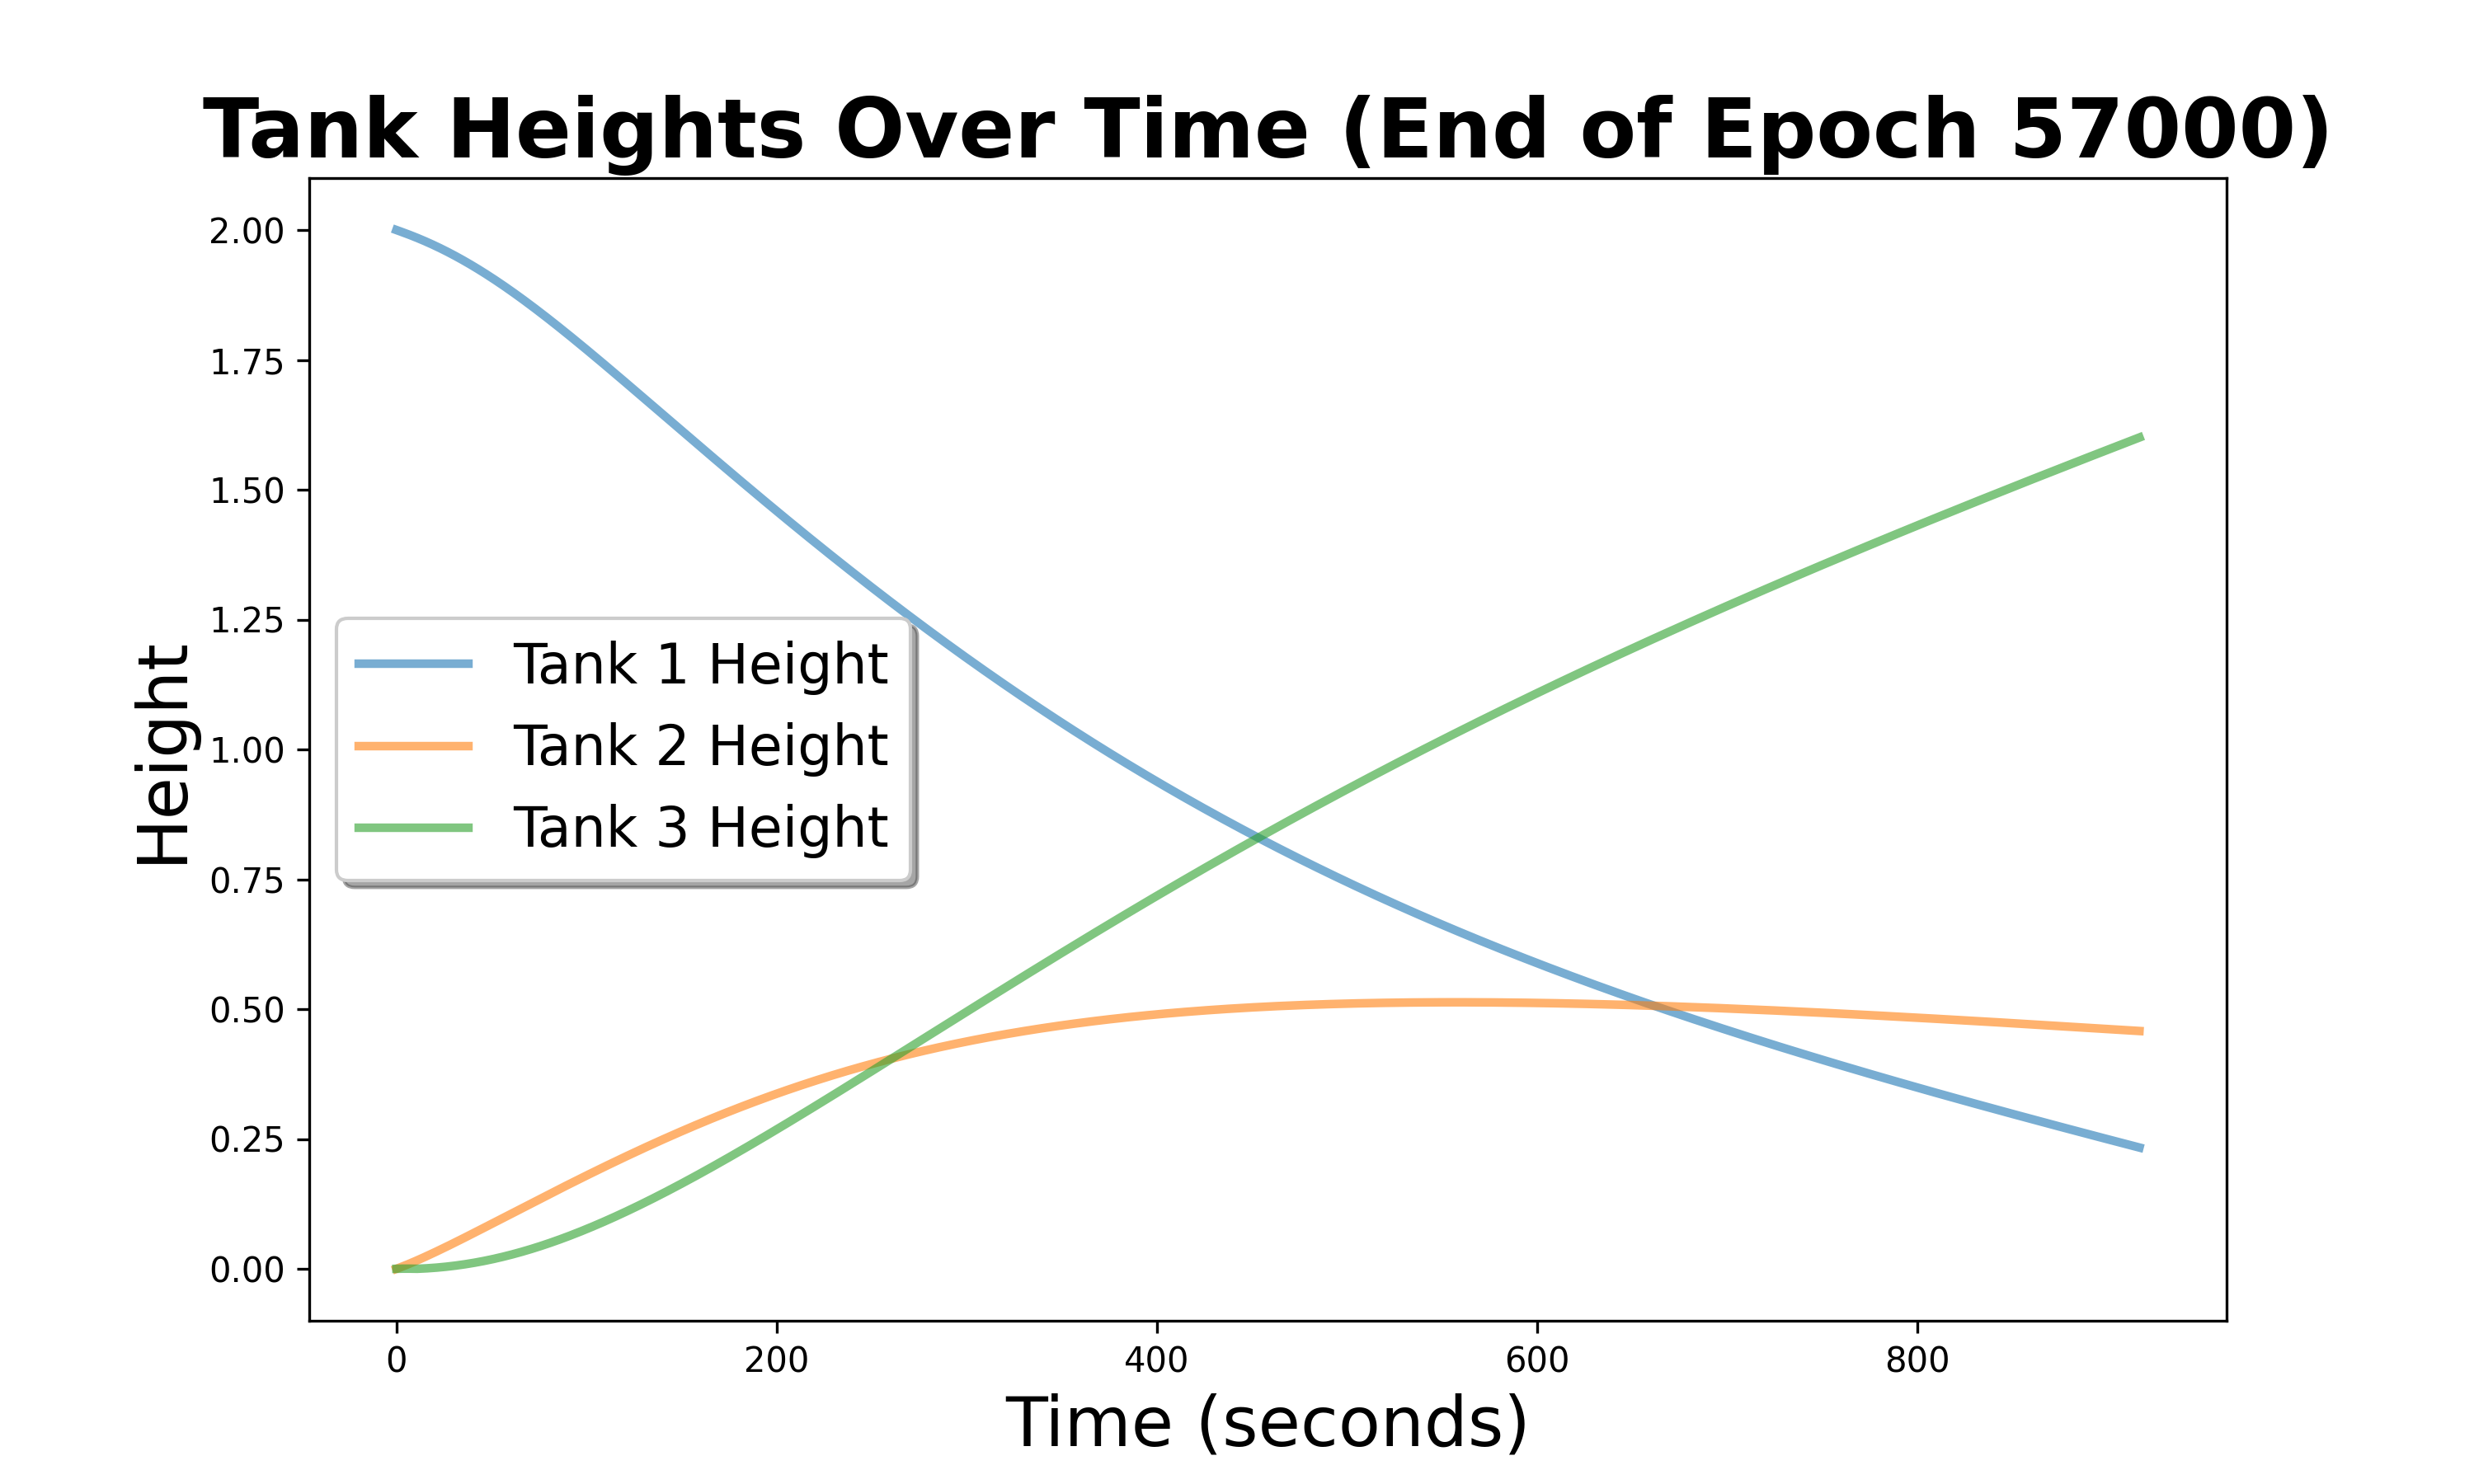 Tank Heights Over Time (End of Epoch 57000)
Height
2.00
1.75
1.50
1.25
1.00
0.75
0.50
0.25
0.00
Tank 1 Height
Tank 2 Height
Tank 3 Height
0 200 400 600 800
Time (seconds)